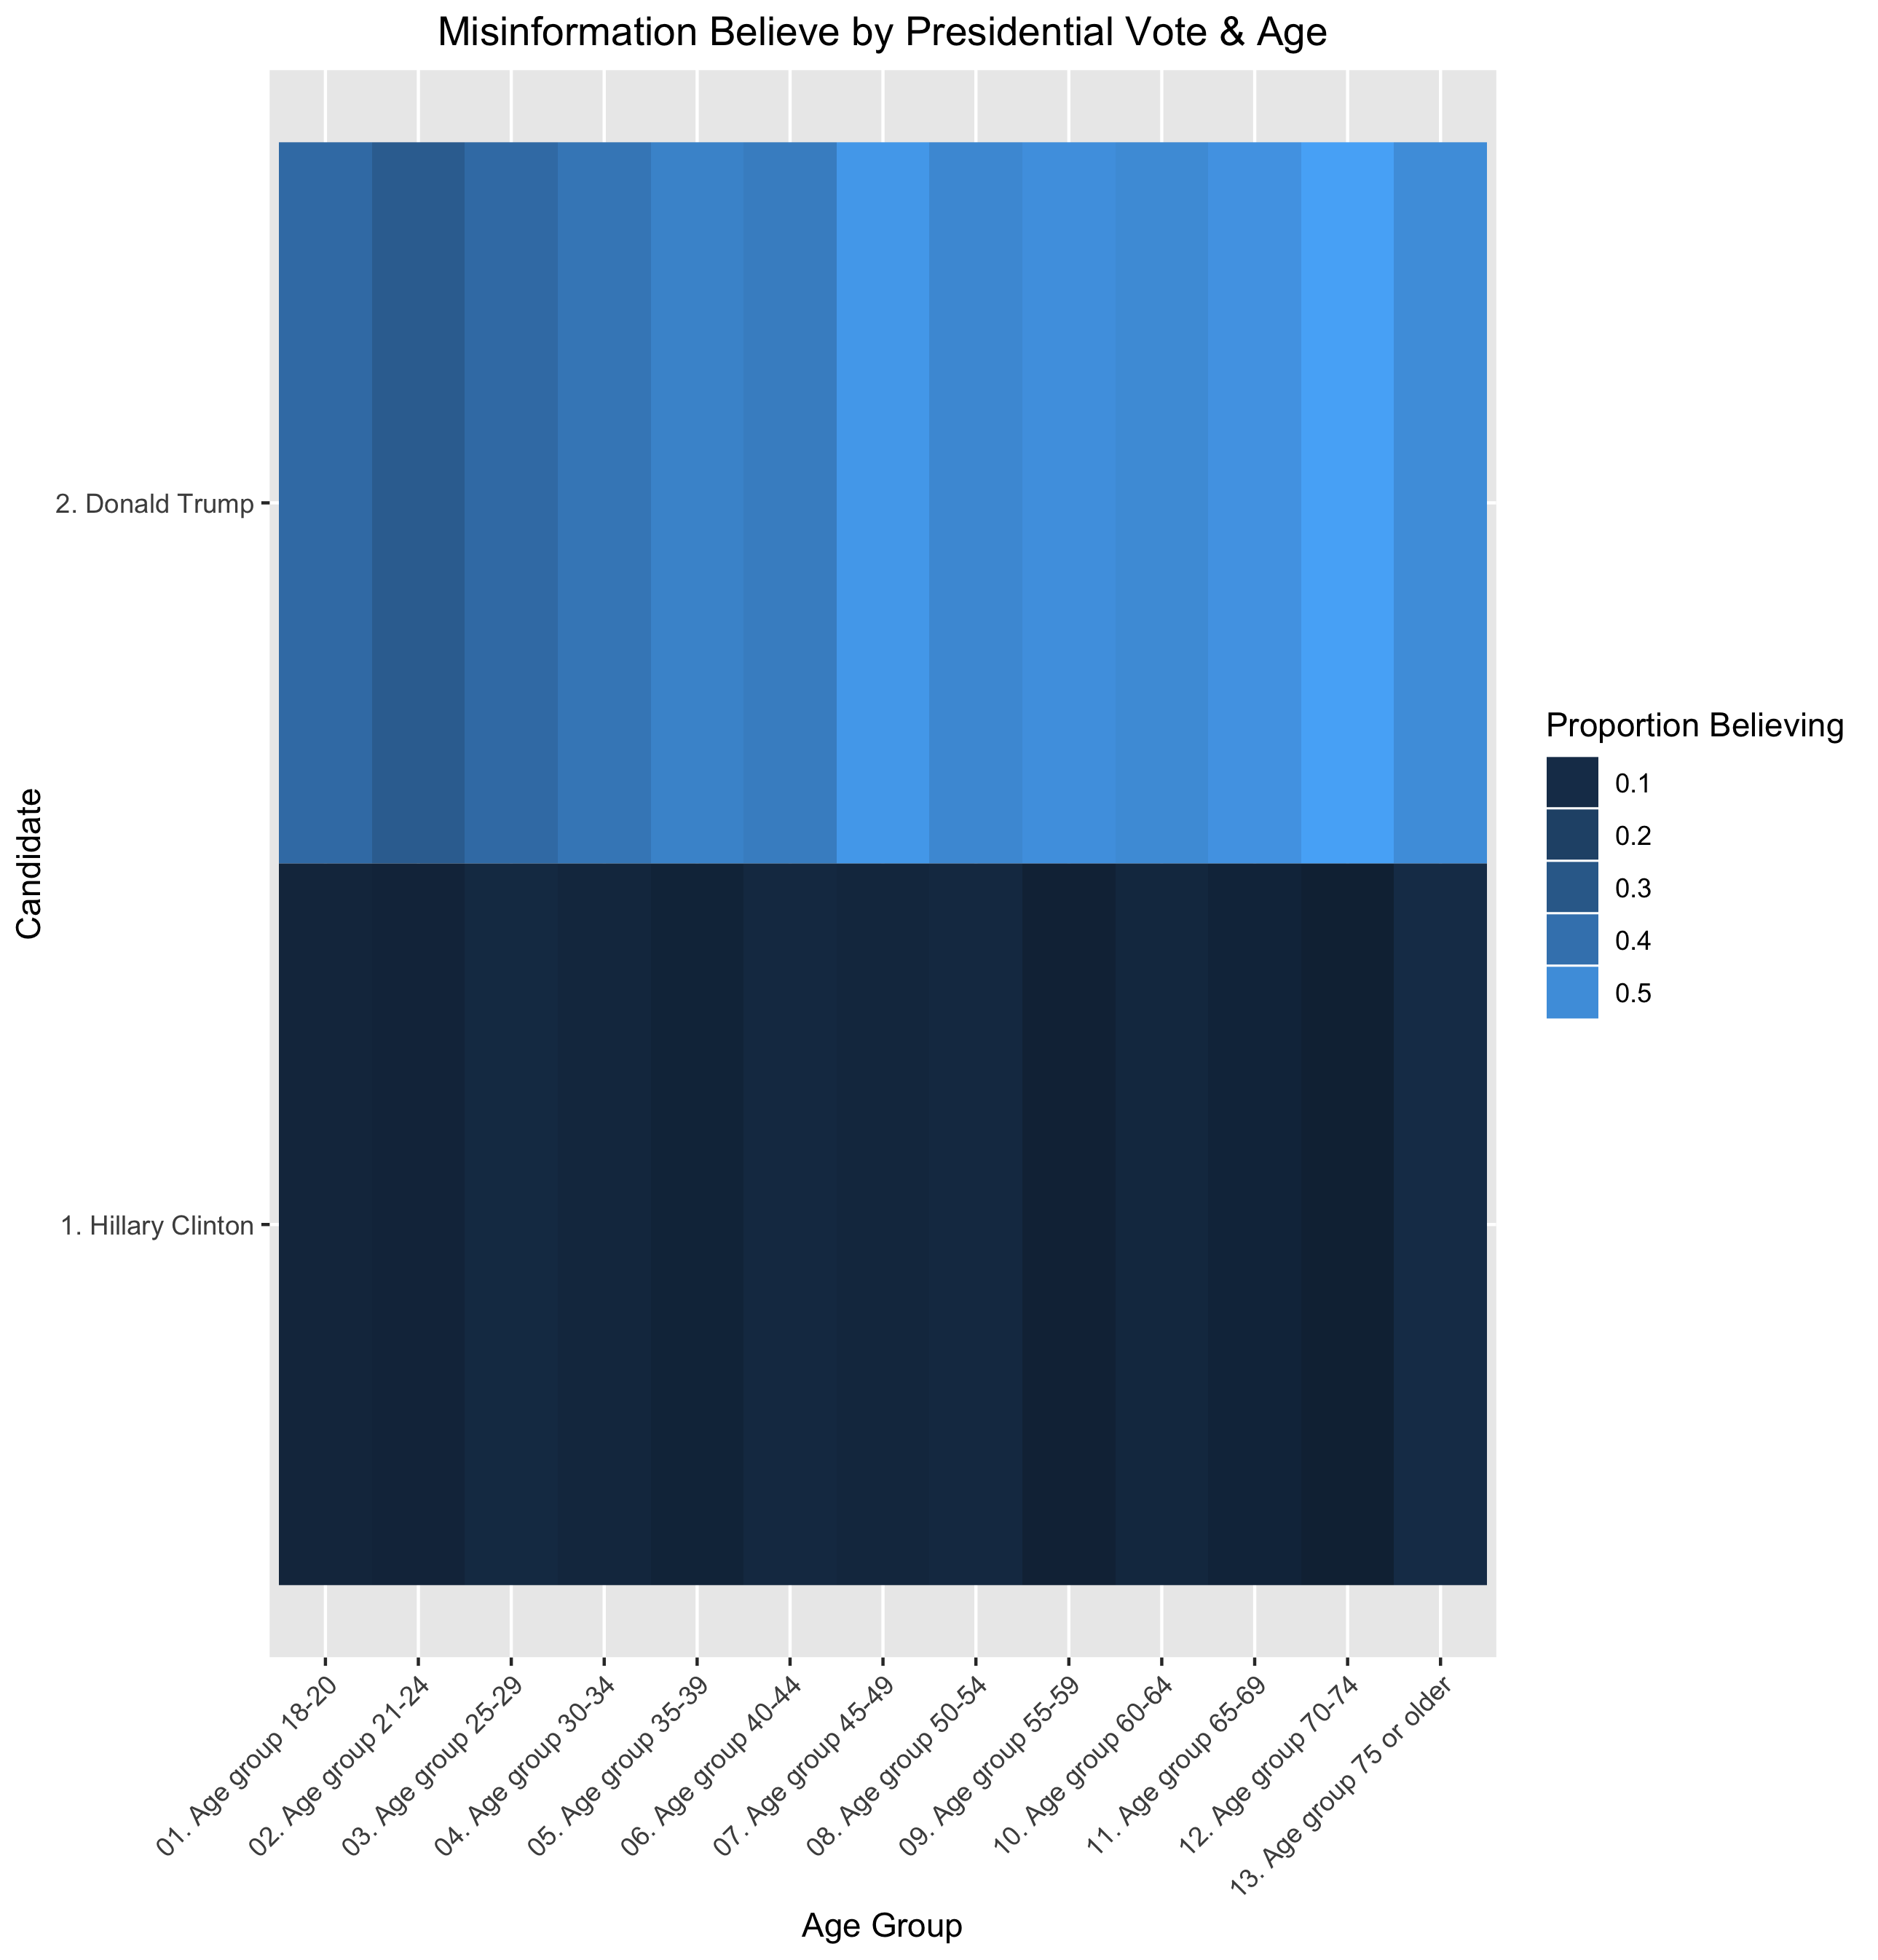 Misinformation Believe by Presidential Vote & Age
Candidate
2. Donald Trump
1. Hillary Clinton
01. Age group 18-20
02. Age group 21-24
03. Age group 25-29
04. Age group 30-34
05. Age group 35-39
06. Age group 40-44
07. Age group 45-49
08. Age group 50-54
09. Age group 55-59
10. Age group 60-64
11. Age group 65-69
12. Age group 70-74
13. Age group 75 or older
Age Group
Proportion Believing
0.1
0.2
0.3
0.4
0.5